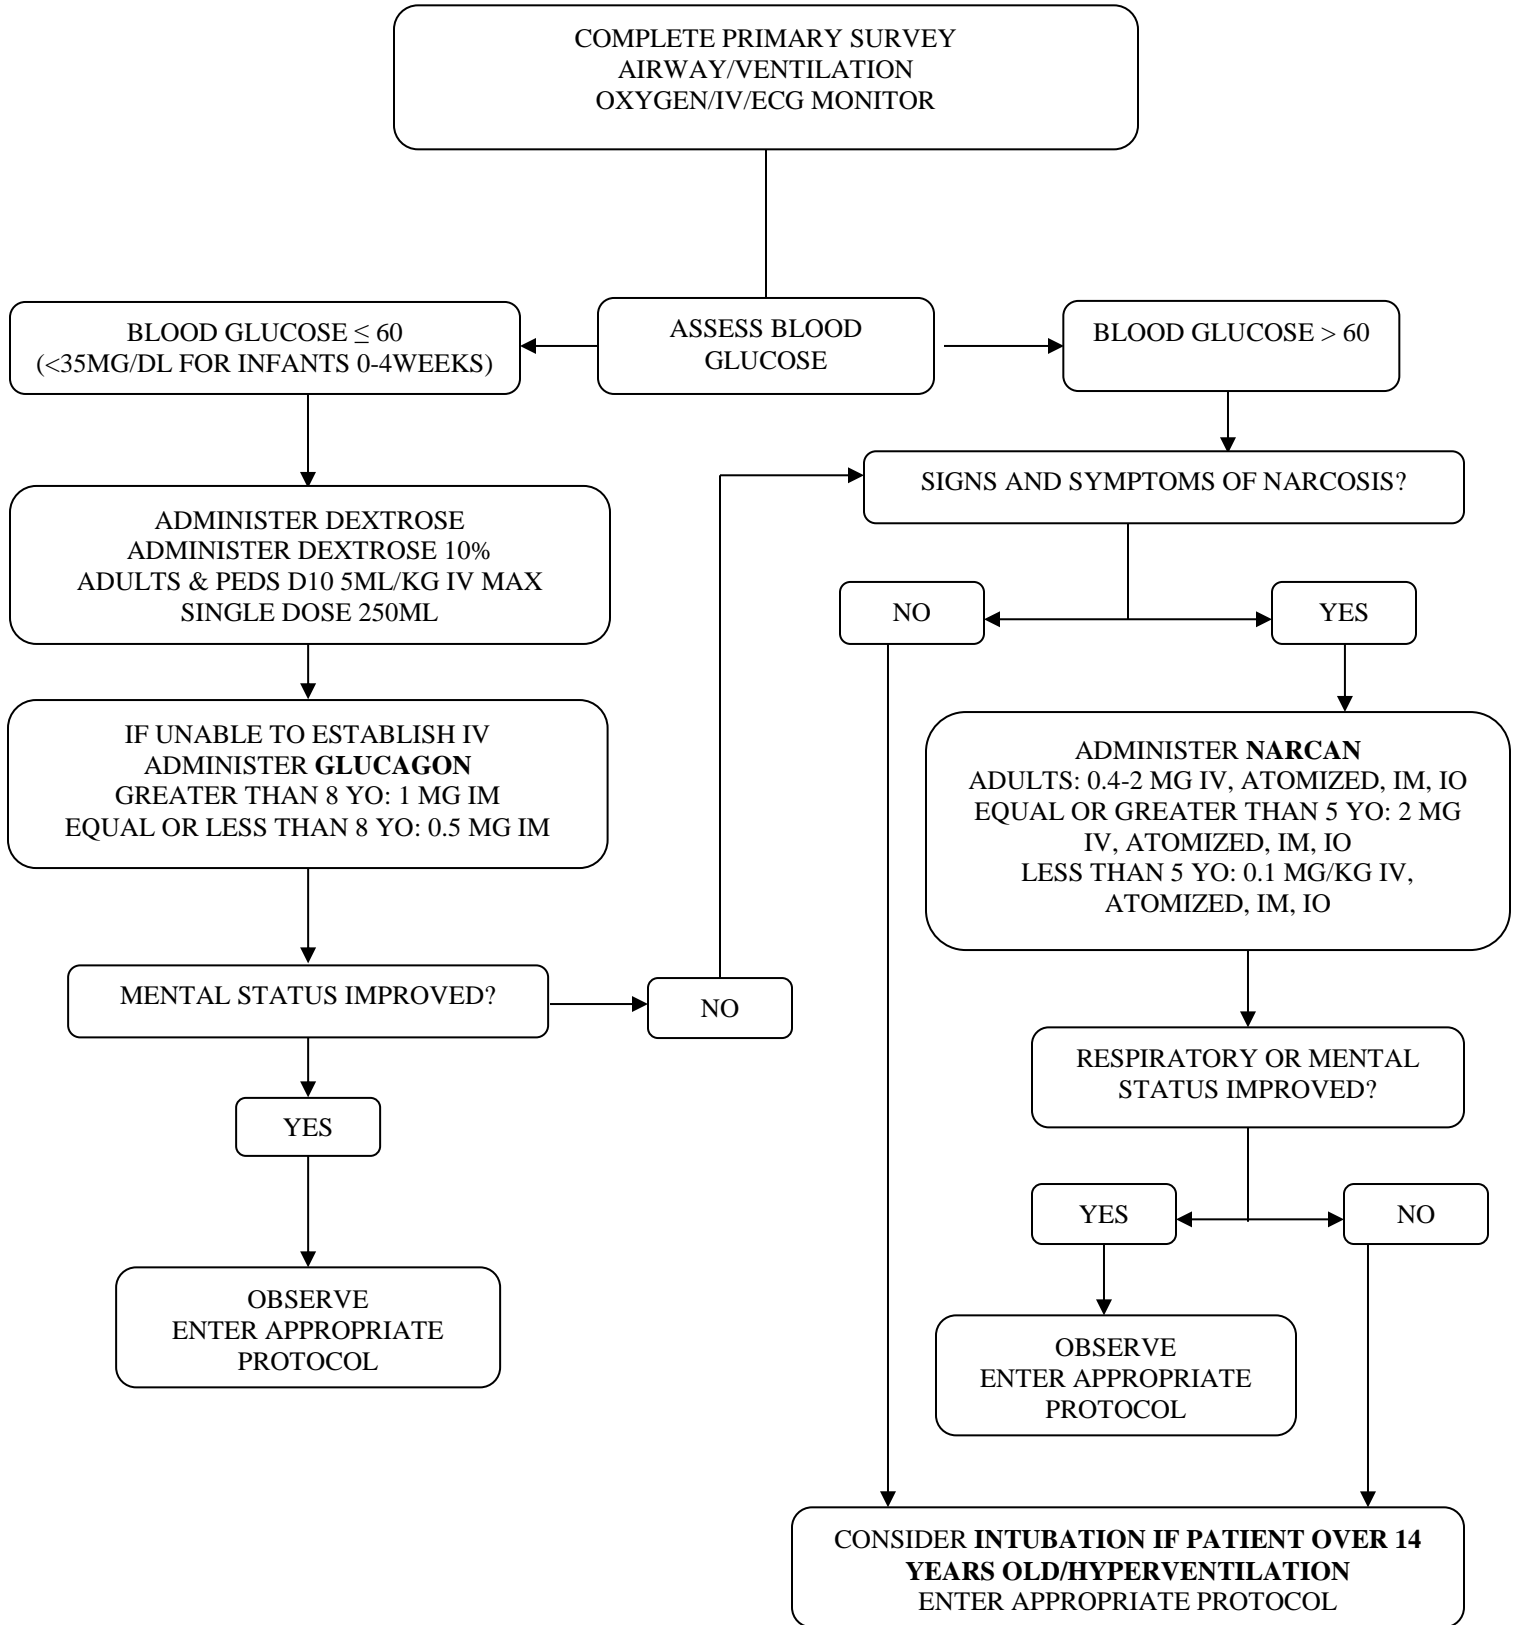 COMPLETE PRIMARY SURVEY
AIRWAY/VENTILATION
OXYGEN/IV/ECG MONITOR
BLOOD GLUCOSE ≤ 60
(<35MG/DL FOR INFANTS 0-4WEEKS)
ASSESS BLOOD
GLUCOSE
BLOOD GLUCOSE > 60
ADMINISTER DEXTROSE
ADMINISTER DEXTROSE 10%
ADULTS & PEDS D10 5ML/KG IV MAX
SINGLE DOSE 250ML
IF UNABLE TO ESTABLISH IV
ADMINISTER GLUCAGON
GREATER THAN 8 YO: 1 MG IM
EQUAL OR LESS THAN 8 YO: 0.5 MG IM
MENTAL STATUS IMPROVED?
NO
YES
OBSERVE
ENTER APPROPRIATE
PROTOCOL
SIGNS AND SYMPTOMS OF NARCOSIS?
NO
YES
ADMINISTER NARCAN
ADULTS: 0.4-2 MG IV, ATOMIZED, IM, IO
EQUAL OR GREATER THAN 5 YO: 2 MG
IV, ATOMIZED, IM, IO
LESS THAN 5 YO: 0.1 MG/KG IV,
ATOMIZED, IM, IO
RESPIRATORY OR MENTAL
STATUS IMPROVED?
YES
NO
OBSERVE
ENTER APPROPRIATE
PROTOCOL
CONSIDER INTUBATION IF PATIENT OVER 14
YEARS OLD/HYPERVENTILATION
ENTER APPROPRIATE PROTOCOL